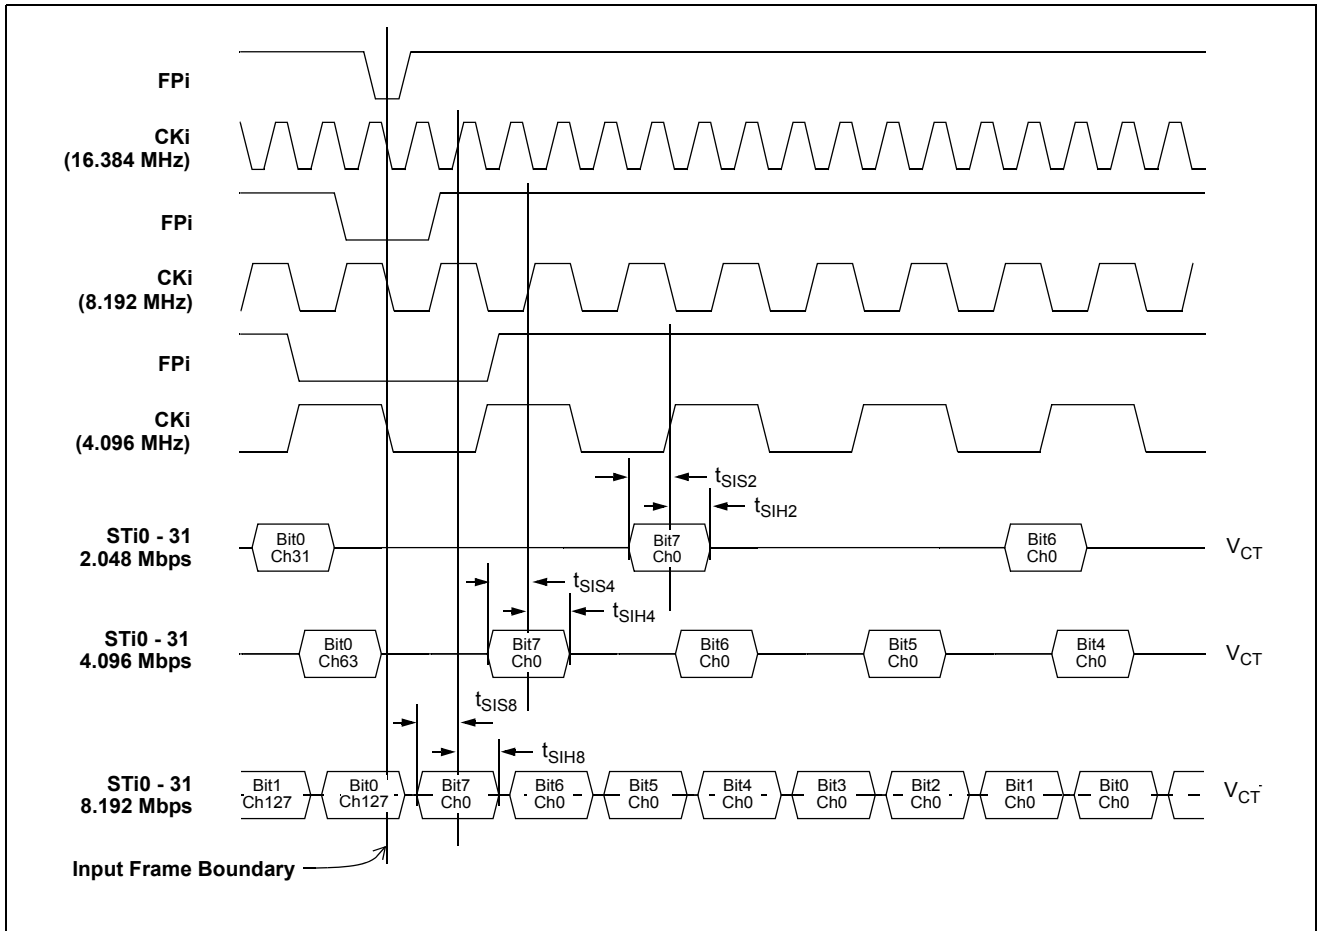 FPi
CKi
(16.384 MHz)
FPi
CKi
(8.192 MHz)
FPi
CKi
(4.096 MHz)
tSIS2
tSIH2
STi0 - 31
2.048 Mbps
Bit0
Ch31
Bit7
Ch0
Bit6
Ch0
VCT
tSIS4
tSIH4
STi0 - 31
4.096 Mbps
Bit0
Ch63
Bit7
Ch0
Bit6
Ch0
Bit5
Ch0
Bit4
Ch0
VCT
tSIS8
tSIH8
STi0 - 31
8.192 Mbps
Bit1
Ch127
Bit0
Ch127
Bit7
Ch0
Bit6
Ch0
Bit5
Ch0
Bit4
Ch0
Bit3
Ch0
Bit2
Ch0
Bit1
Ch0
Bit0
Ch0
VCT
Input Frame Boundary